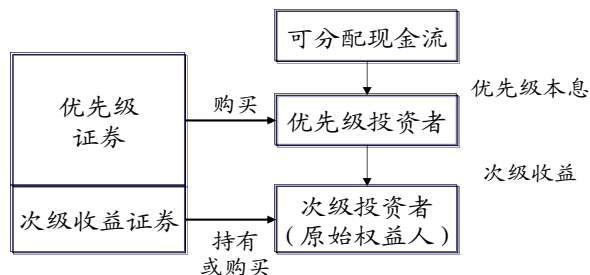 可分配现金流
优先级本息
优先级
证券
购买
优先级投资者
次级收益
次级收益证券
持有
或购买
次级投资者
(原始权益人)